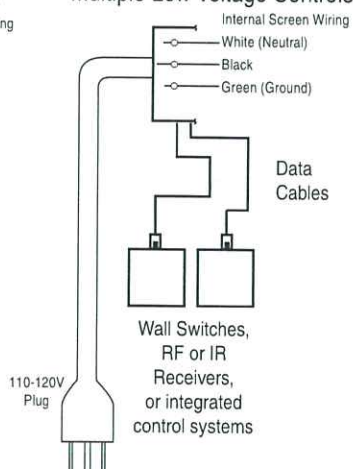 Multiple Low Voltage Controls
ng
Internal Screen Wiring
White (Neutral)
Black
Green (Ground)
Data
Cables
Wall Switches,
RF or IR
Receivers,
or integrated
control systems
110-120V
Plug